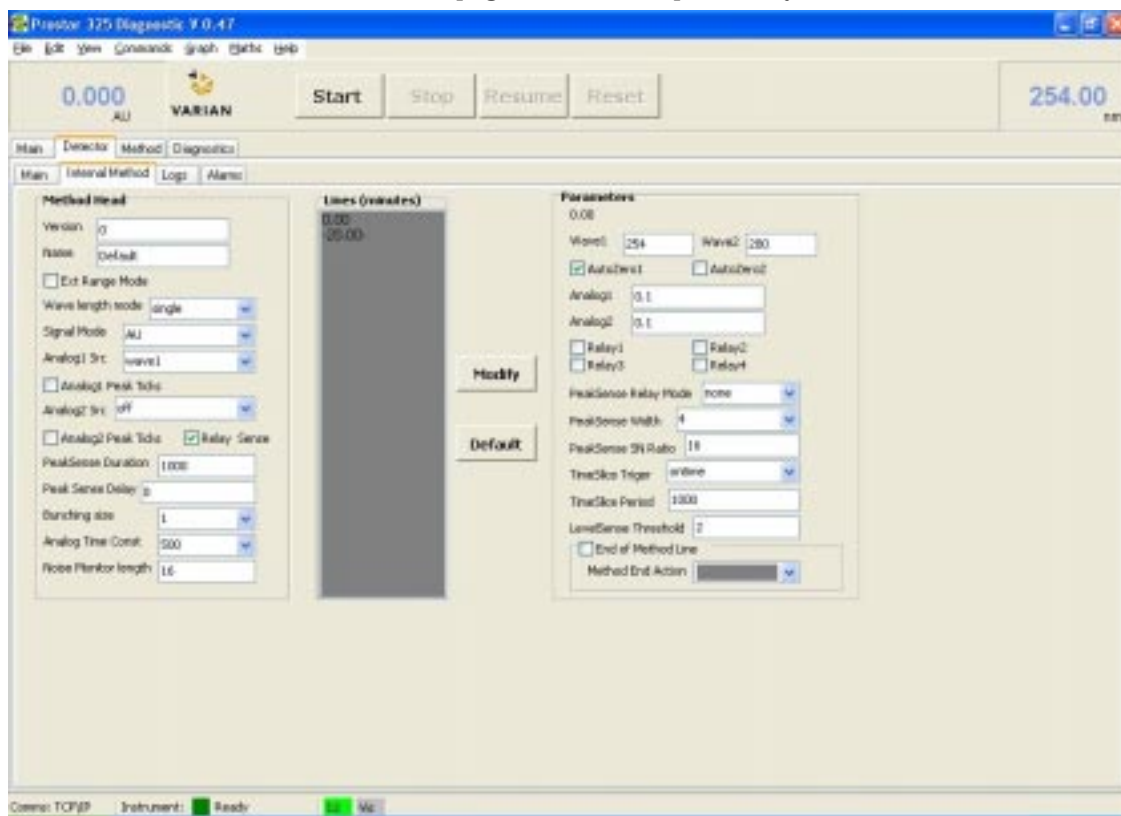 Prostar 325 Diagnostic V 0.47
File Edit View Commands Graph Maths Help
0.000
AU
VARIAN
Start Stop Resume Reset
254.00
nm
Main Detector Method Diagnostics
Main Internal Method Logs Alarms
Method Head
Version 0
Name Default
Ext Range Mode
Wave length mode single
Signal Mode AU
Analog1 Src wave1
Analog1 Peak Ticks
Analog2 Src off
Analog2 Peak Ticks Relay Sense
PeakSense Duration 1000
Peak Sense Delay 0
Bunching size 1
Analog Time Const 500
Noise Monitor length 16
Lines (minutes)
0.00
-20.00-
Modify
Default
Parameters
0.00
Wave1 254 Wave2 280
AutoZero1 AutoZero2
Analog1 0.1
Analog2 0.1
Relay1 Relay2
Relay3 Relay4
PeakSense Relay Mode none
PeakSense Width 4
PeakSense SN Ratio 16
TimeSlice Triger ontime
TimeSlice Period 1000
LevelSense Threshold 2
End of Method Line
Method End Action
Comms: TCP/IP Instrument: Ready Vis